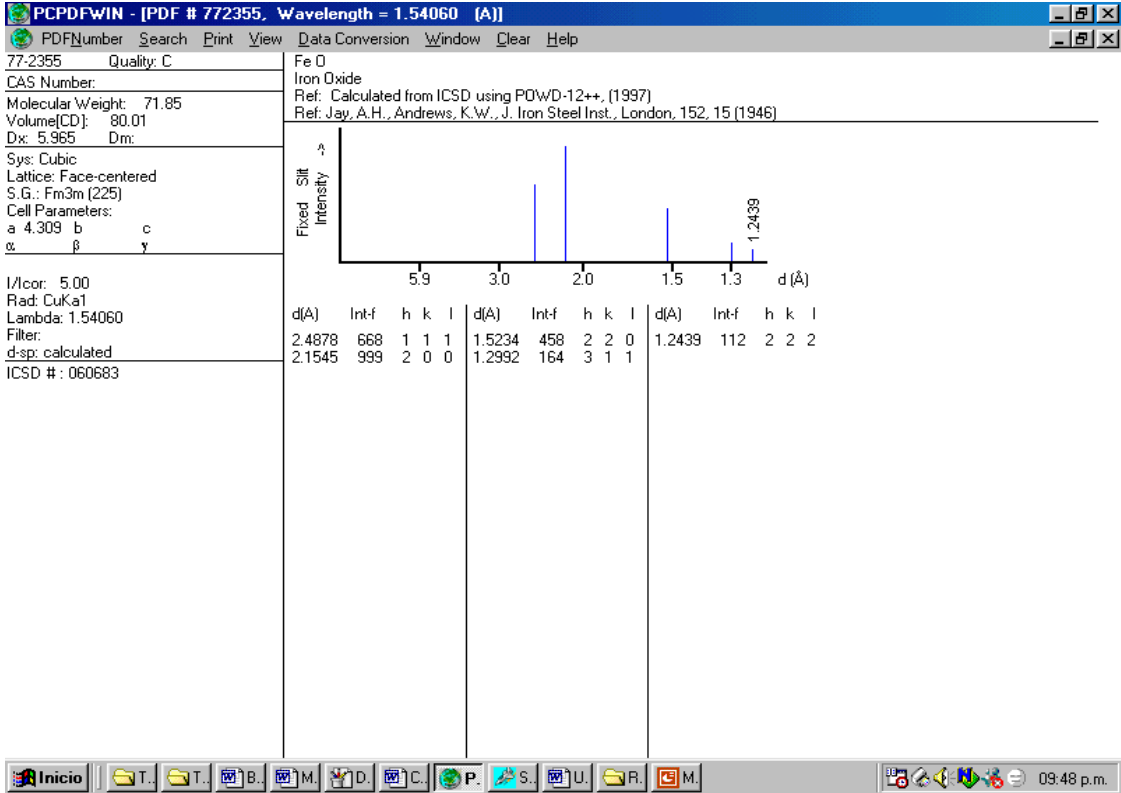 PCPDFWIN - [PDF # 772355, Wavelength = 1.54060 (A)]
PDFNumber Search Print View Data Conversion Window Clear Help
77-2355 Quality: C
CAS Number:
Molecular Weight: 71.85
Volume[CD]: 80.01
Dx: 5.965 Dm:
Sys: Cubic
Lattice: Face-centered
S.G.: Fm3m (225)
Cell Parameters:
a 4.309 b c
α β γ
I/Icor: 5.00
Rad: CuKa1
Lambda: 1.54060
Filter:
d-sp: calculated
ICSD # : 060683
Fe O
Iron Oxide
Ref: Calculated from ICSD using POWD-12++, (1997)
Ref: Jay, A.H., Andrews, K.W., J. Iron Steel Inst., London, 152, 15 (1946)
Fixed Slit
Intensity ->
1.2439
5.9 3.0 2.0 1.5 1.3 d (Å)
d(A) Int-f h k l d(A) Int-f h k l d(A) Int-f h k l
2.4878 668 1 1 1 1.5234 458 2 2 0 1.2439 112 2 2 2
2.1545 999 2 0 0 1.2992 164 3 1 1
Inicio T.. T.. B.. M. D. C. P. S.. U. R. M. 09:48 p.m.